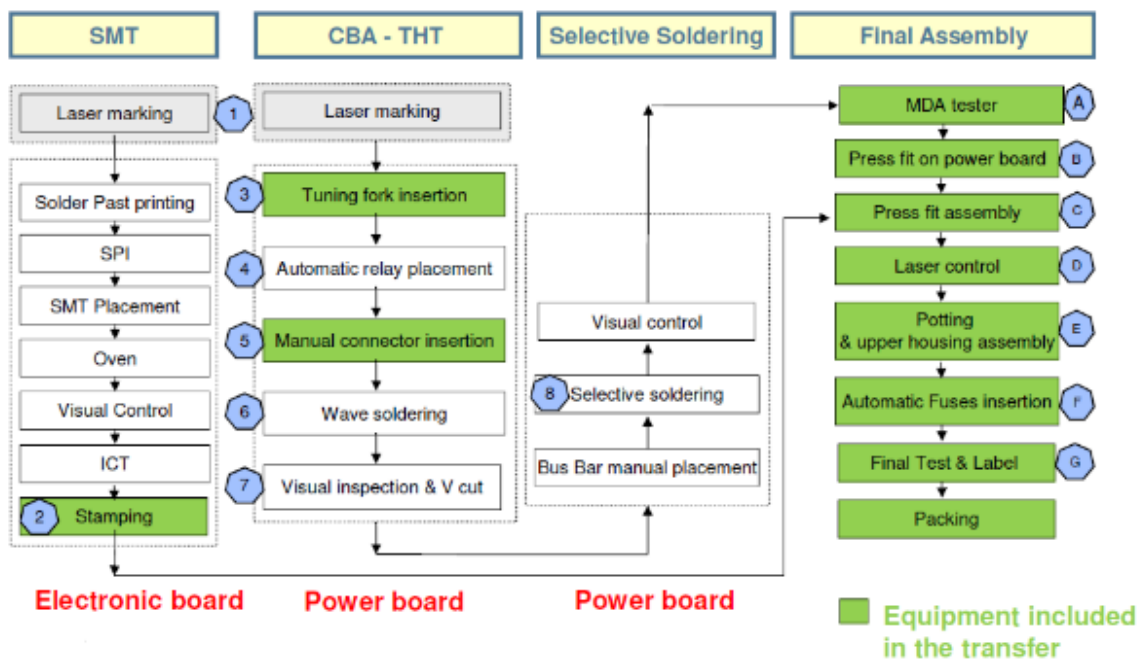 SMT
CBA - THT
Selective Soldering
Final Assembly
Laser marking
1
Solder Past printing
SPI
SMT Placement
Oven
Visual Control
ICT
2
Stamping
Electronic board
Laser marking
3
Tuning fork insertion
4
Automatic relay placement
5
Manual connector insertion
6
Wave soldering
7
Visual inspection & V cut
Power board
Visual control
8
Selective soldering
Bus Bar manual placement
Power board
MDA tester
A
Press fit on power board
B
Press fit assembly
C
Laser control
D
Potting
& upper housing assembly
E
Automatic Fuses insertion
F
Final Test & Label
G
Packing
Equipment included
in the transfer